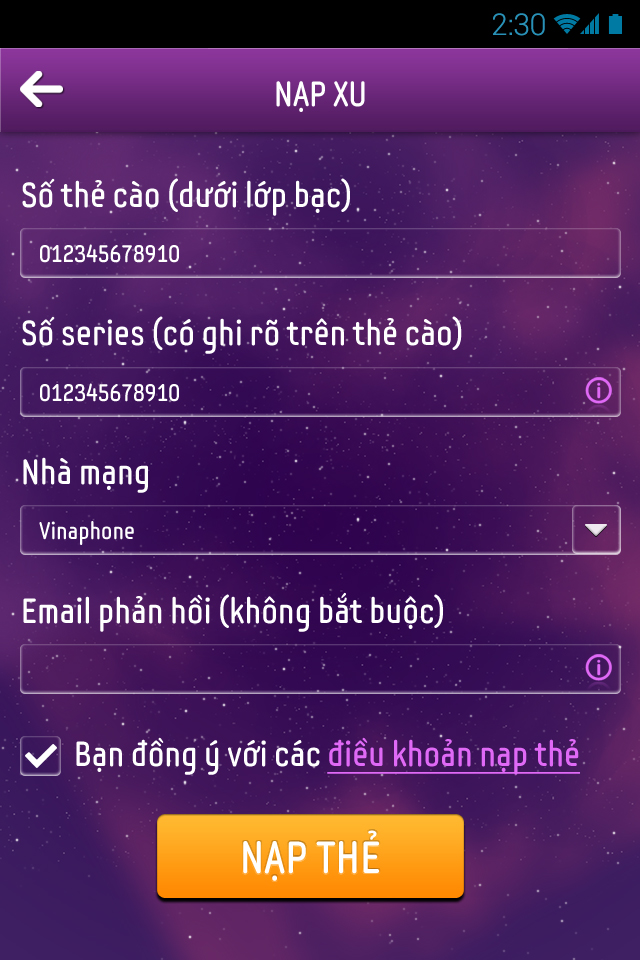 2:30
NẠP XU
Số thẻ cào (dưới lớp bạc)
012345678910
Số series (có ghi rõ trên thẻ cào)
012345678910
Nhà mạng
Vinaphone
Email phản hồi (không bắt buộc)
Bạn đồng ý với các điều khoản nạp thẻ
NẠP THẺ